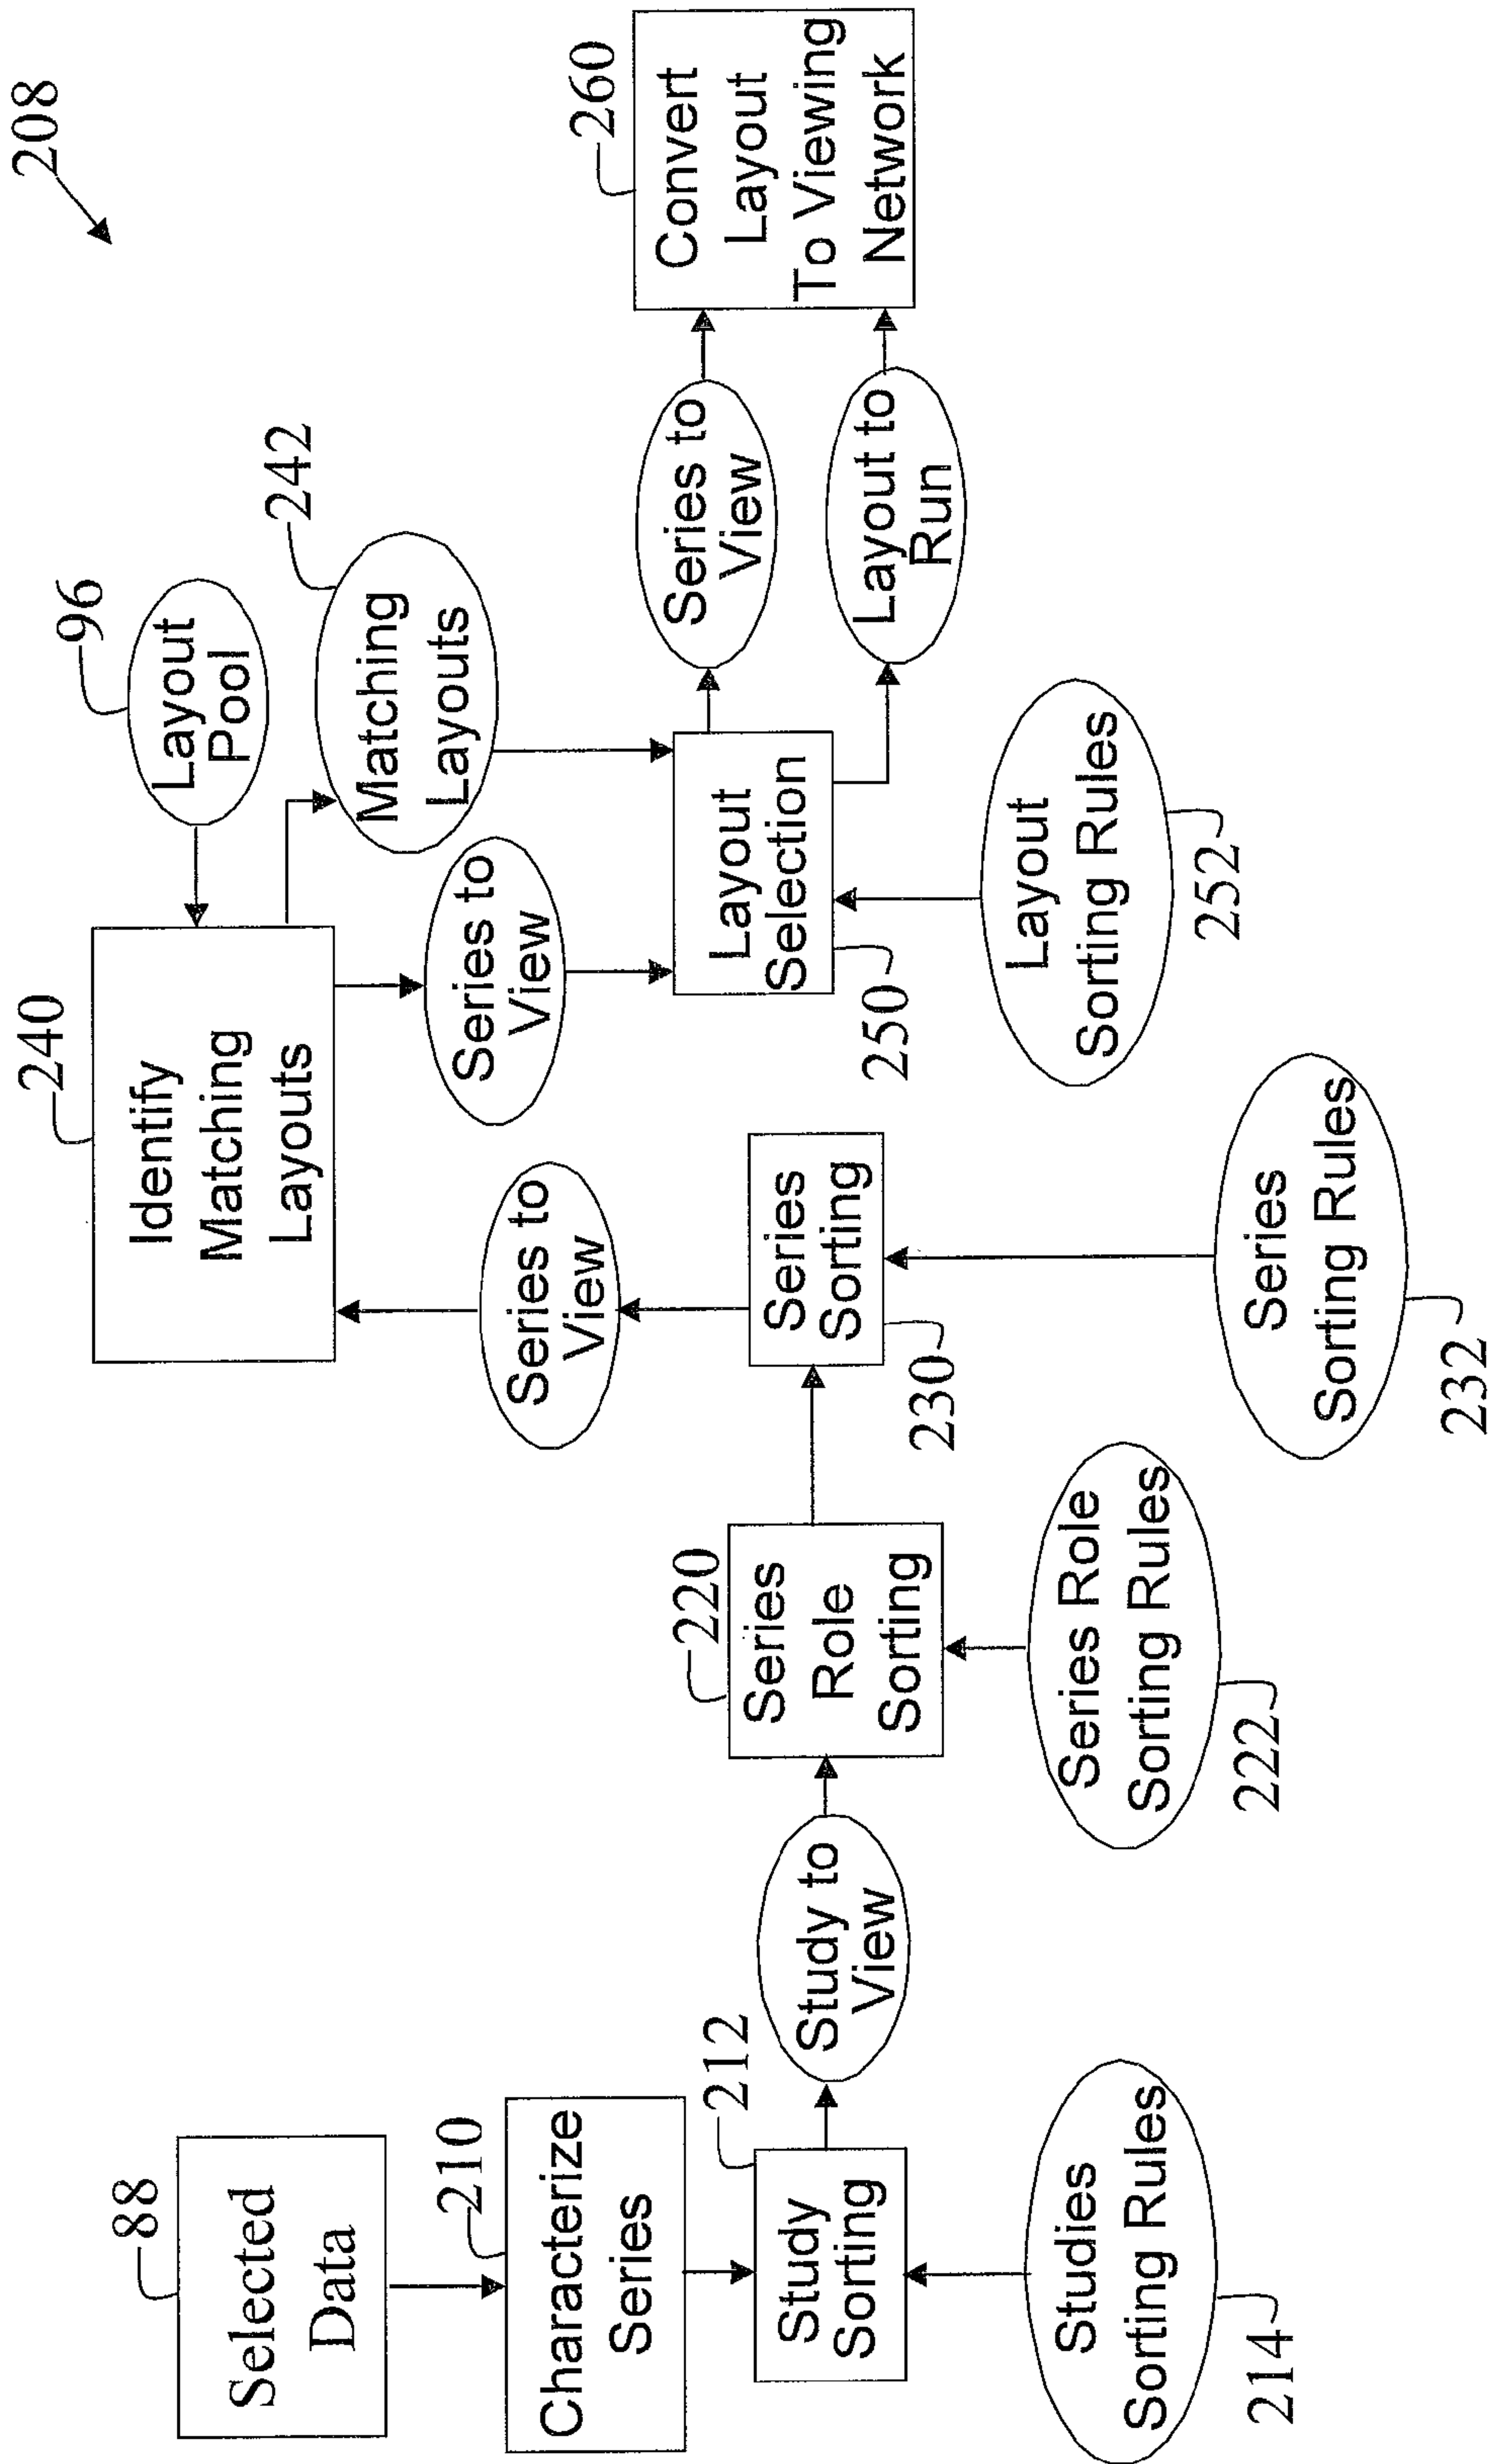 208
88
Selected
Data
210
Characterize
Series
212
Study
Sorting
Studies
Sorting Rules
214
Study to
View
220
Series
Role
Sorting
Series Role
Sorting Rules
222
Series
Sorting
230
Series
Sorting Rules
232
Series to
View
240
Identify
Matching
Layouts
96
Layout
Pool
242
Matching
Layouts
Series to
View
Layout
Selection
250
Layout
Sorting Rules
252
Series to
View
Layout to
Run
260
Convert
Layout
To Viewing
Network